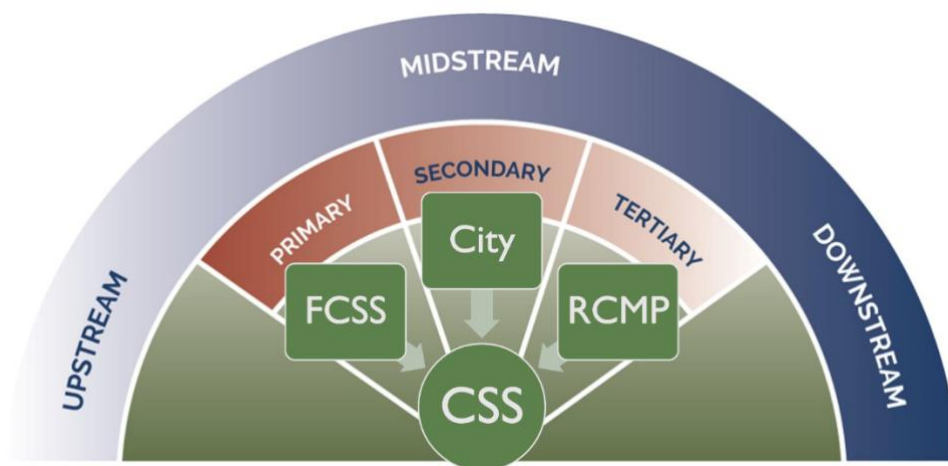 MIDSTREAM
SECONDARY
PRIMARY
TERTIARY
City
UPSTREAM
DOWNSTREAM
FCSS
RCMP
CSS